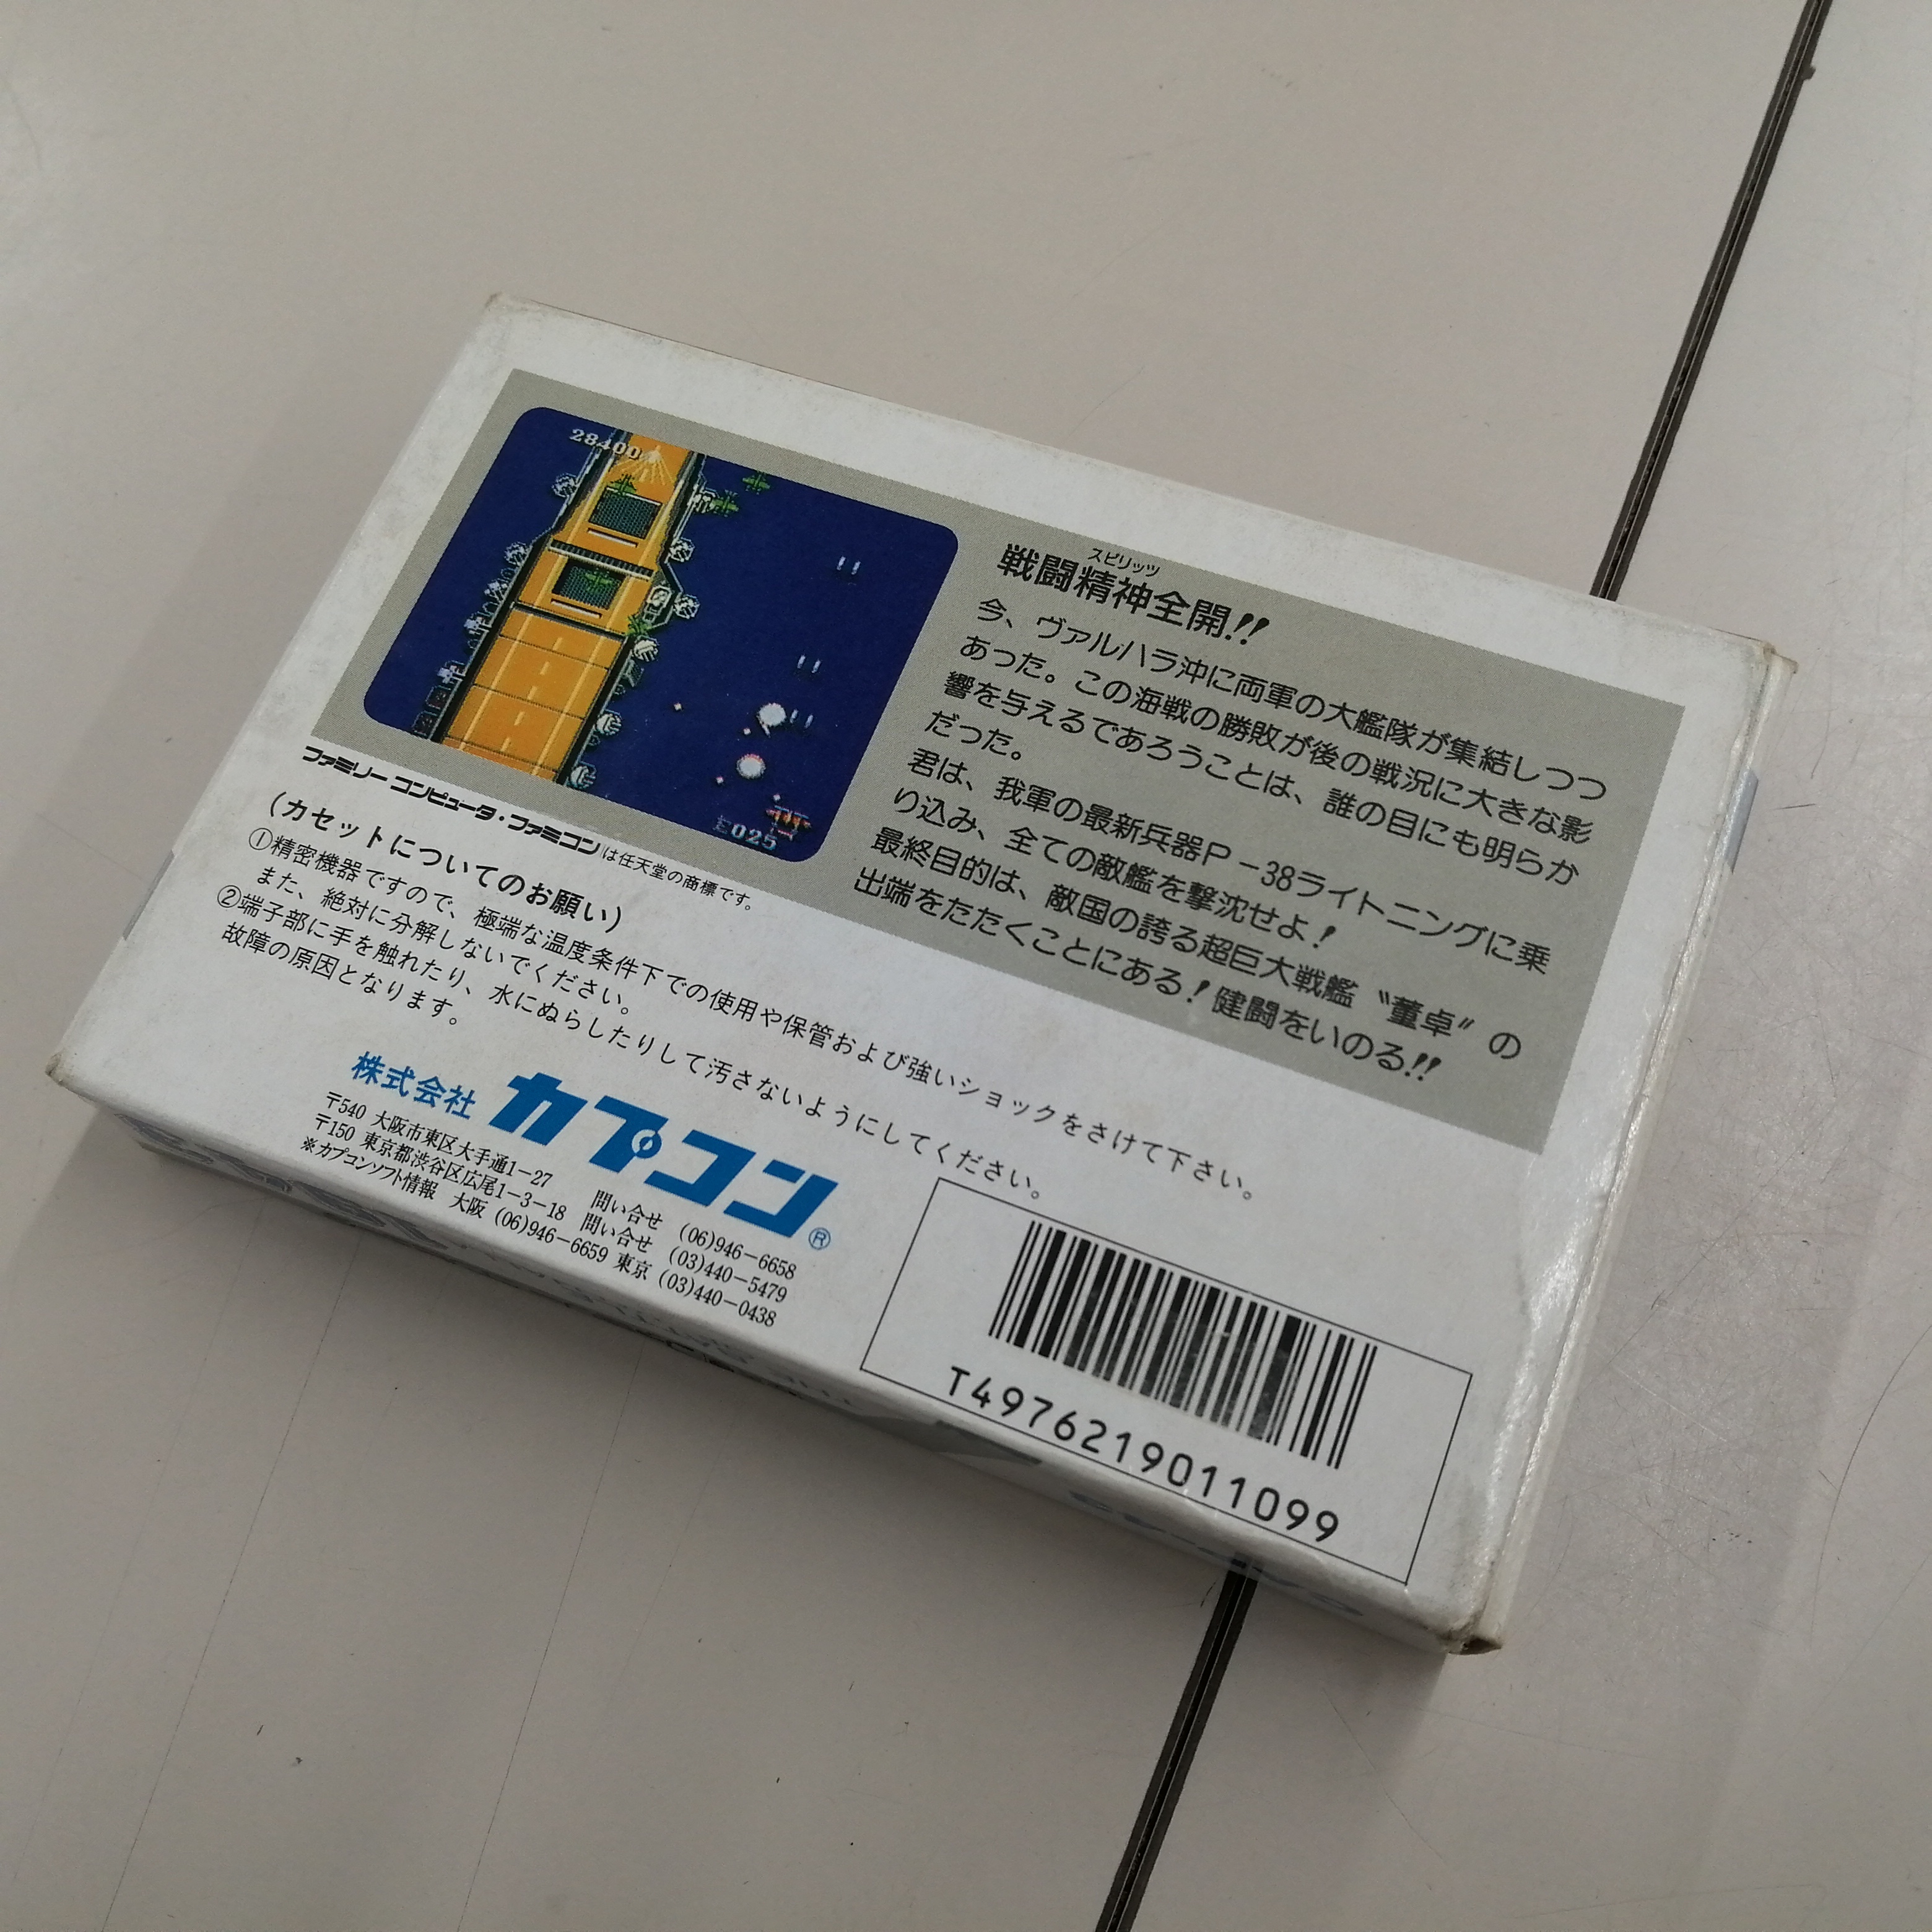 28400
025
戦闘精神全開!!
スピリッツ
今、ヴァルハラ沖に両軍の大艦隊が集結しつつ
あった。この海戦の勝敗が後の戦況に大きな影
響を与えるであろうことは、誰の目にも明らか
だった。
君は、我軍の最新兵器P-38ライトニングに乗
り込み、全ての敵艦を撃沈せよ!
最終目的は、敵国の誇る超巨大戦艦〝董卓〟の
出端をたたくことにある!健闘をいのる!!
ファミリーコンピュータ・ファミコンは任天堂の商標です。
(カセットについてのお願い)
①精密機器ですので、極端な温度条件下での使用や保管および強いショックをさけて下さい。
また、絶対に分解しないでください。
②端子部に手を触れたり、水にぬらしたりして汚さないようにしてください。
故障の原因となります。
株式会社 カプコン®
〒540 大阪市東区大手通1-27 問い合せ (06)946-6658
〒150 東京都渋谷区広尾1-3-18 問い合せ (03)440-5479
※カプコンソフト情報 大阪 (06)946-6659 東京 (03)440-0438
T4976219011099